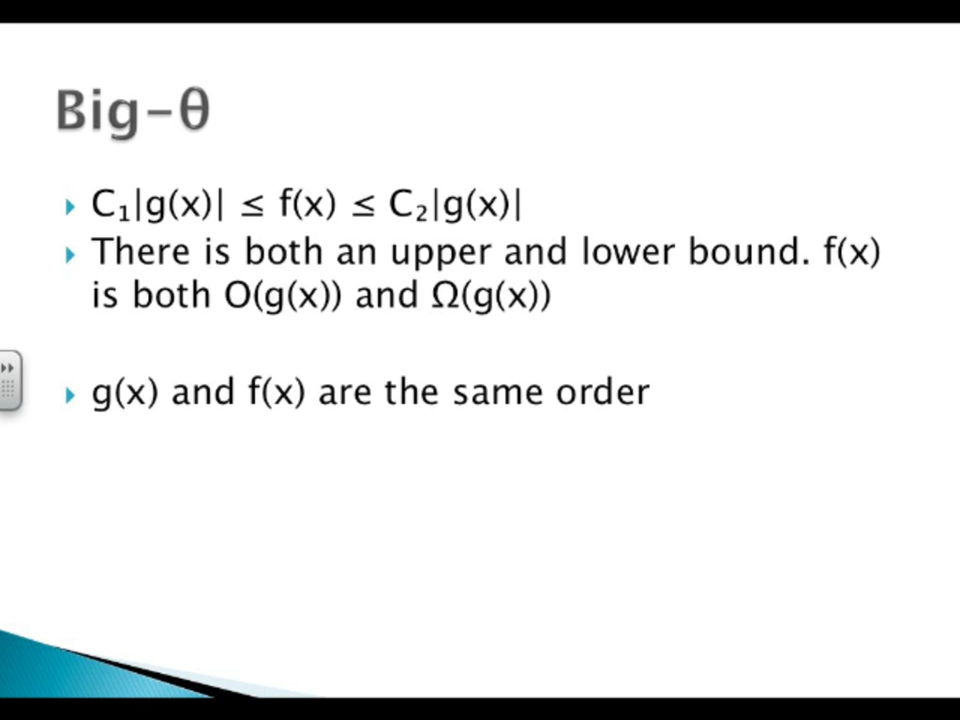 Big-θ
C₁|g(x)| ≤ f(x) ≤ C₂|g(x)|
There is both an upper and lower bound. f(x)
is both O(g(x)) and Ω(g(x))
g(x) and f(x) are the same order